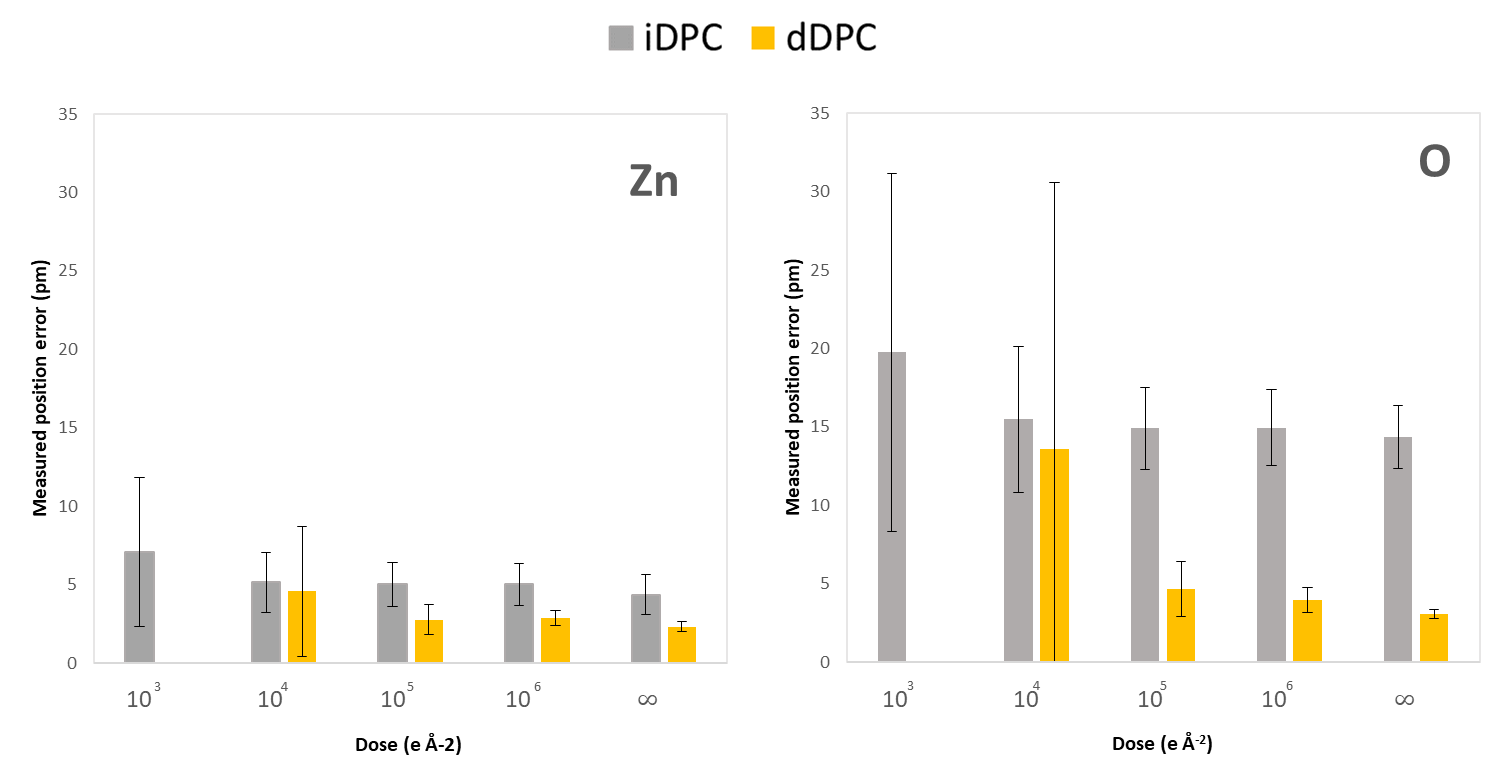 iDPC dDPC
Zn
Measured position error (pm)
35
30
25
20
15
10
5
0
10³ 10⁴ 10⁵ 10⁶ ∞
Dose (e Å-2)
O
Measured position error (pm)
35
30
25
20
15
10
5
0
10³ 10⁴ 10⁵ 10⁶ ∞
Dose (e Å⁻²)